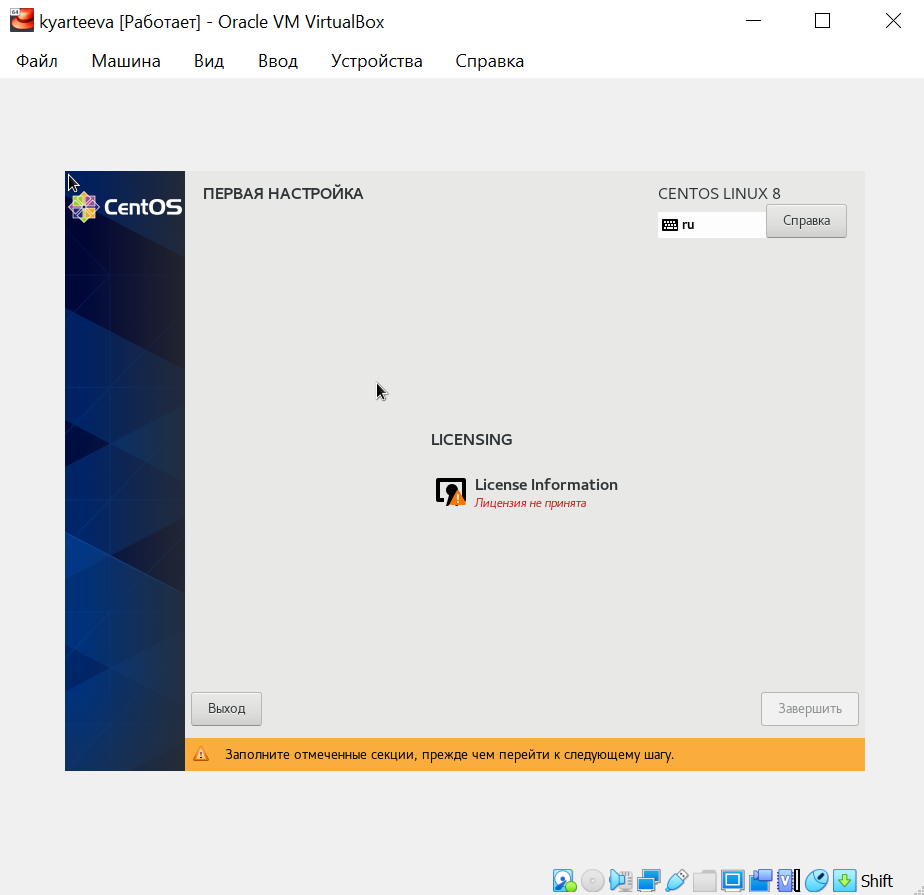 kyarteeva [Работает] - Oracle VM VirtualBox
Файл Машина Вид Ввод Устройства Справка
CentOS
ПЕРВАЯ НАСТРОЙКА
CENTOS LINUX 8
ru
Справка
LICENSING
License Information
Лицензия не принята
Выход
Завершить
Заполните отмеченные секции, прежде чем перейти к следующему шагу.
Shift